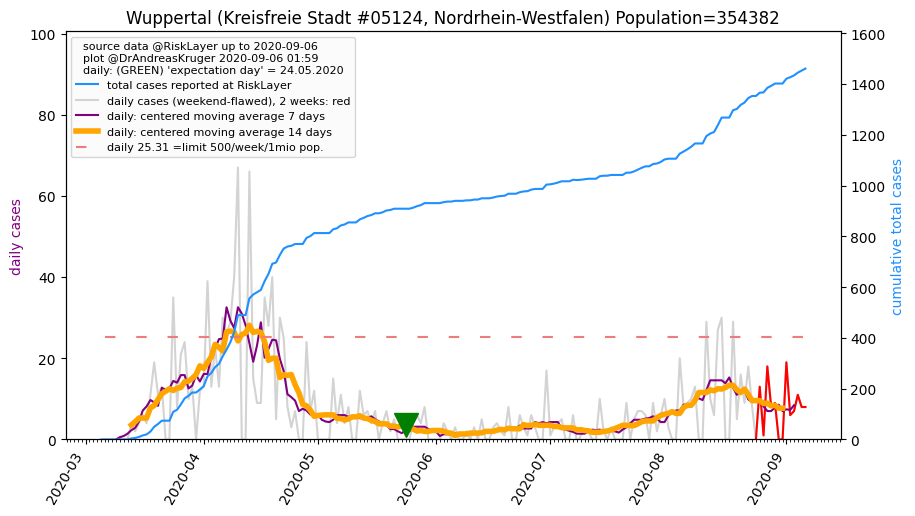 Wuppertal (Kreisfreie Stadt #05124, Nordrhein-Westfalen) Population=354382
source data @RiskLayer up to 2020-09-06
plot @DrAndreasKruger 2020-09-06 01:59
daily: (GREEN) 'expectation day' = 24.05.2020
total cases reported at RiskLayer
daily cases (weekend-flawed), 2 weeks: red
daily: centered moving average 7 days
daily: centered moving average 14 days
daily 25.31 =limit 500/week/1mio pop.
daily cases
100
80
60
40
20
0
cumulative total cases
1600
1400
1200
1000
800
600
400
200
0
2020-03
2020-04
2020-05
2020-06
2020-07
2020-08
2020-09